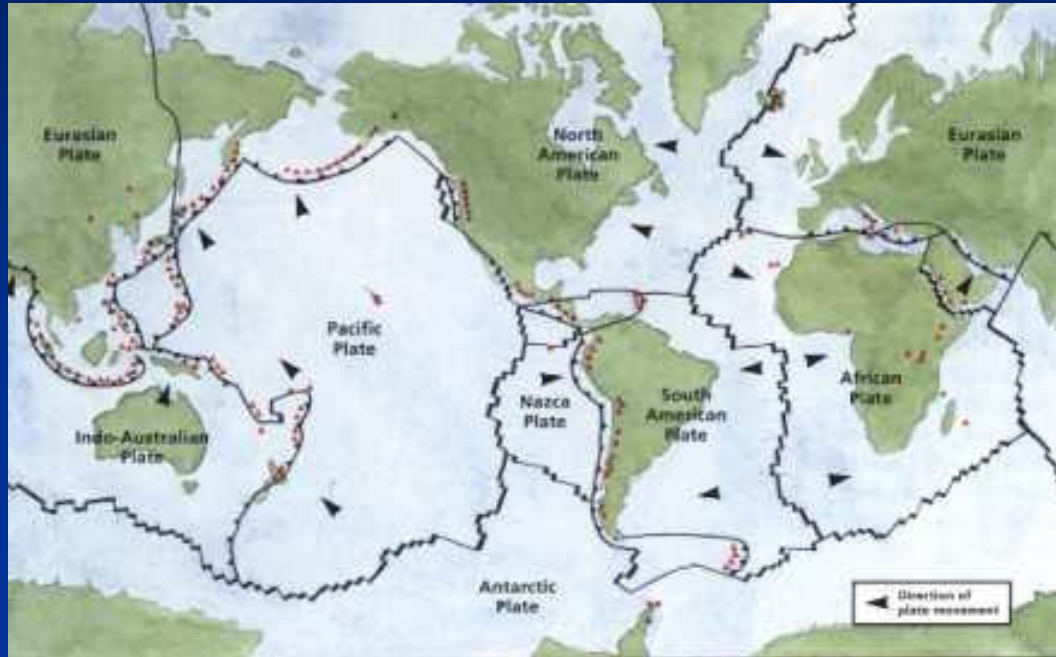 Eurasian
Plate
North
American
Plate
Eurasian
Plate
Pacific
Plate
Nazca
Plate
South
American
Plate
African
Plate
Indo-Australian
Plate
Antarctic
Plate
Direction of
plate movement